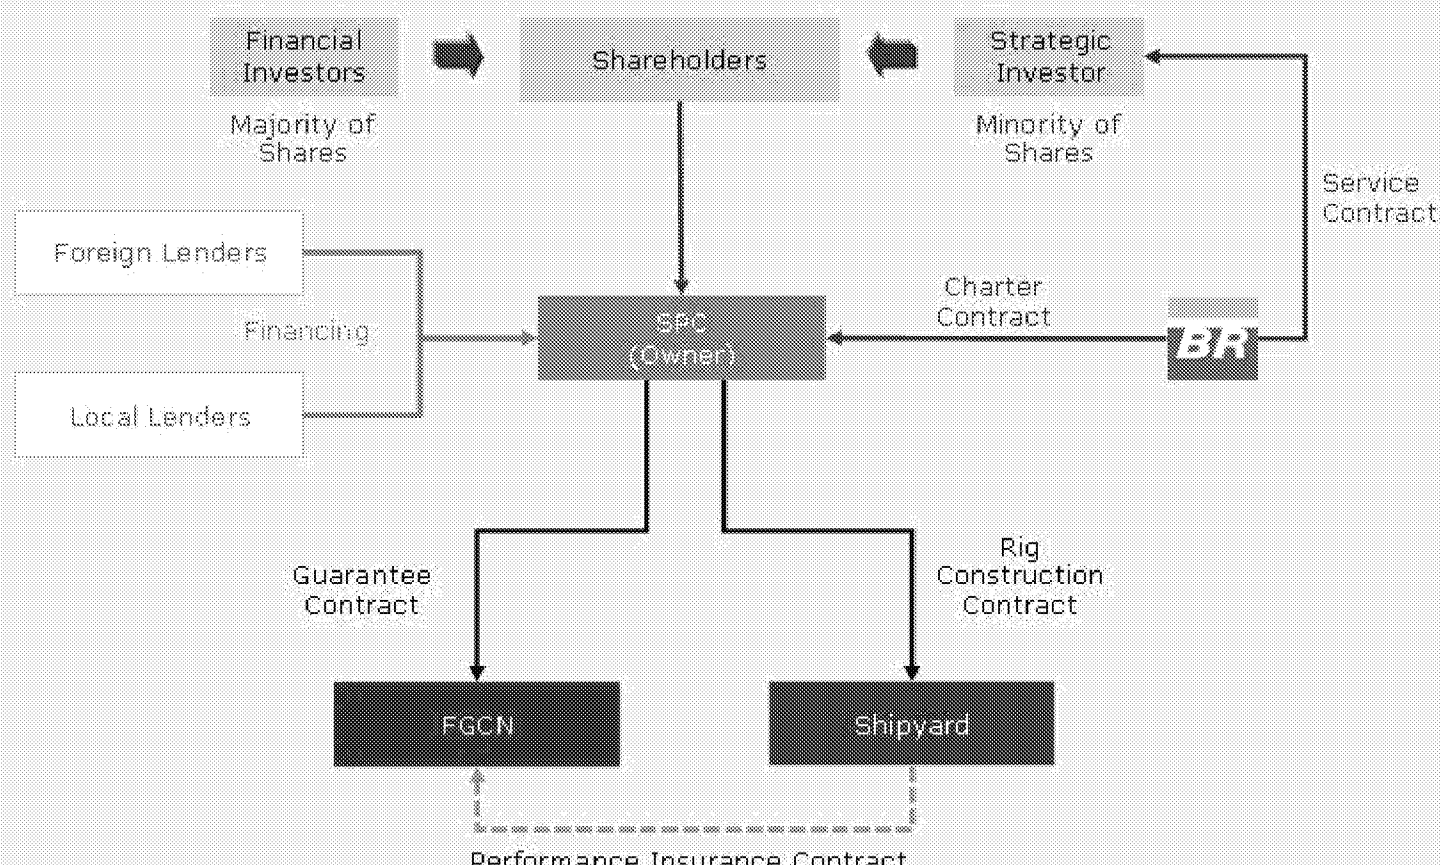 Financial
Investors
Shareholders
Strategic
Investor
Majority of
Shares
Minority of
Shares
Service
Contract
Foreign Lenders
Charter
Contract
Financing
SPC
(Owner)
BR
Local Lenders
Guarantee
Contract
Rig
Construction
Contract
FGCN
Shipyard
Performance Insurance Contract